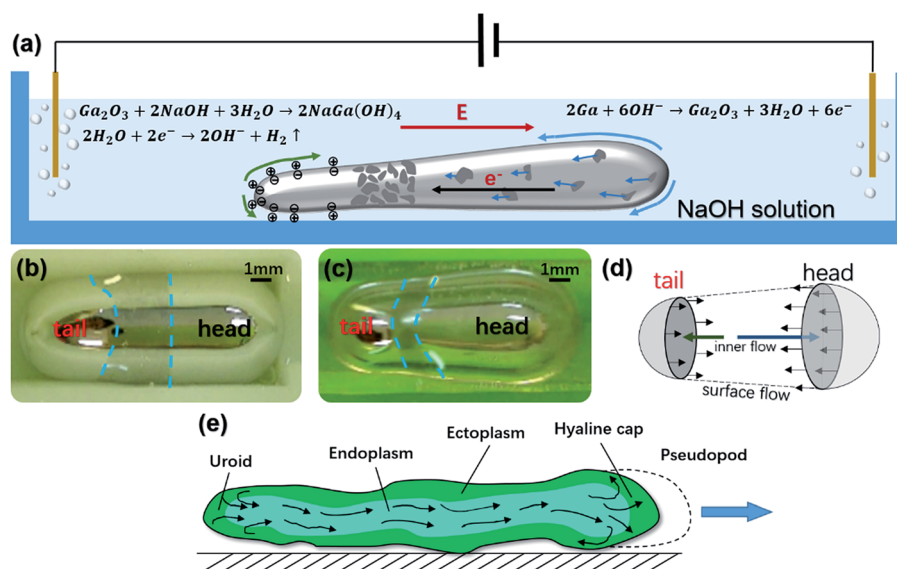 (a)
Ga₂O₃ + 2NaOH + 3H₂O → 2NaGa(OH)₄
2H₂O + 2e⁻ → 2OH⁻ + H₂ ↑
E
2Ga + 6OH⁻ → Ga₂O₃ + 3H₂O + 6e⁻
e⁻
NaOH solution
(b)
1mm
tail
head
(c)
1mm
tail
head
(d)
tail
head
inner flow
surface flow
(e)
Uroid
Endoplasm
Ectoplasm
Hyaline cap
Pseudopod